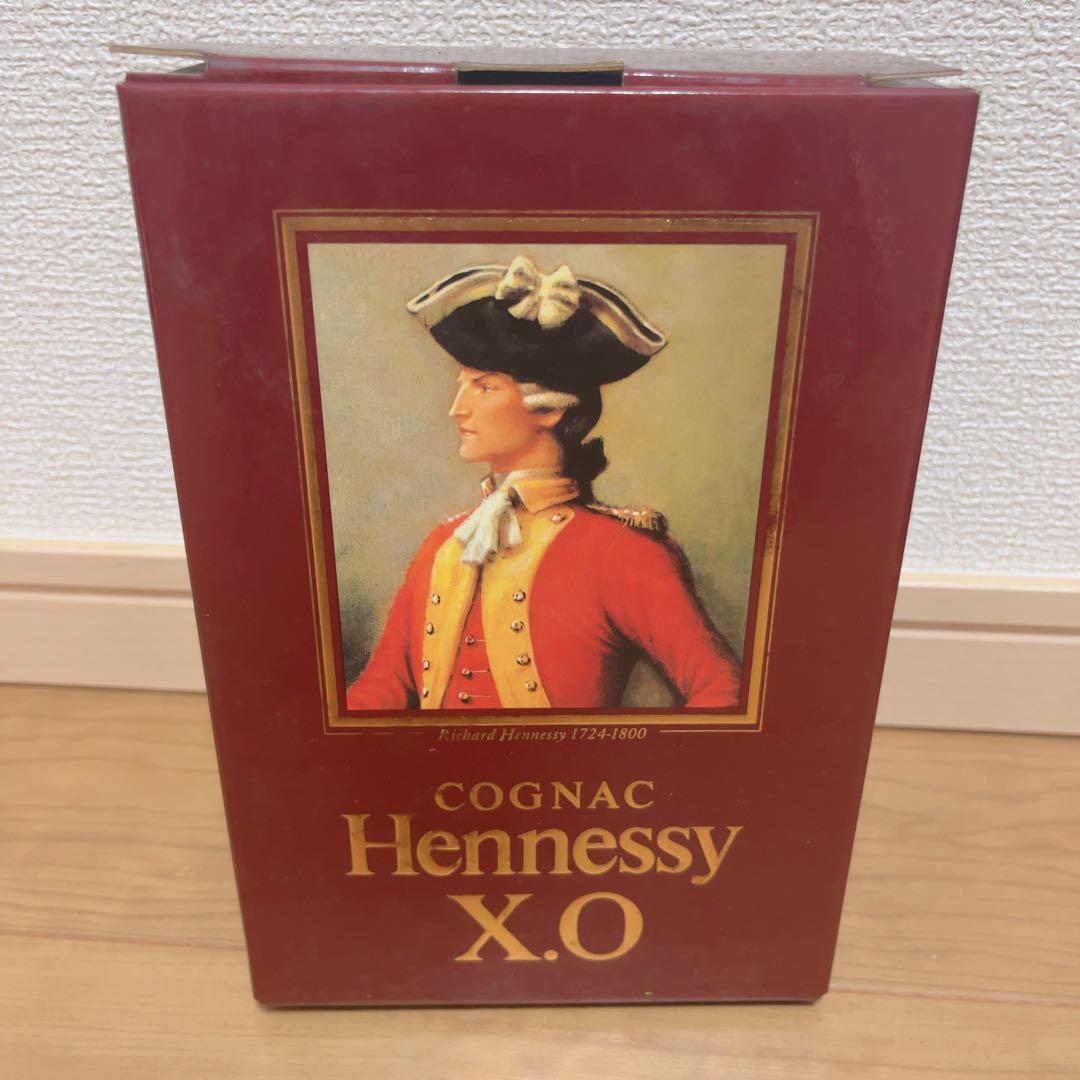 Richard Hennessy 1724-1800
COGNAC
Hennessy
X.O